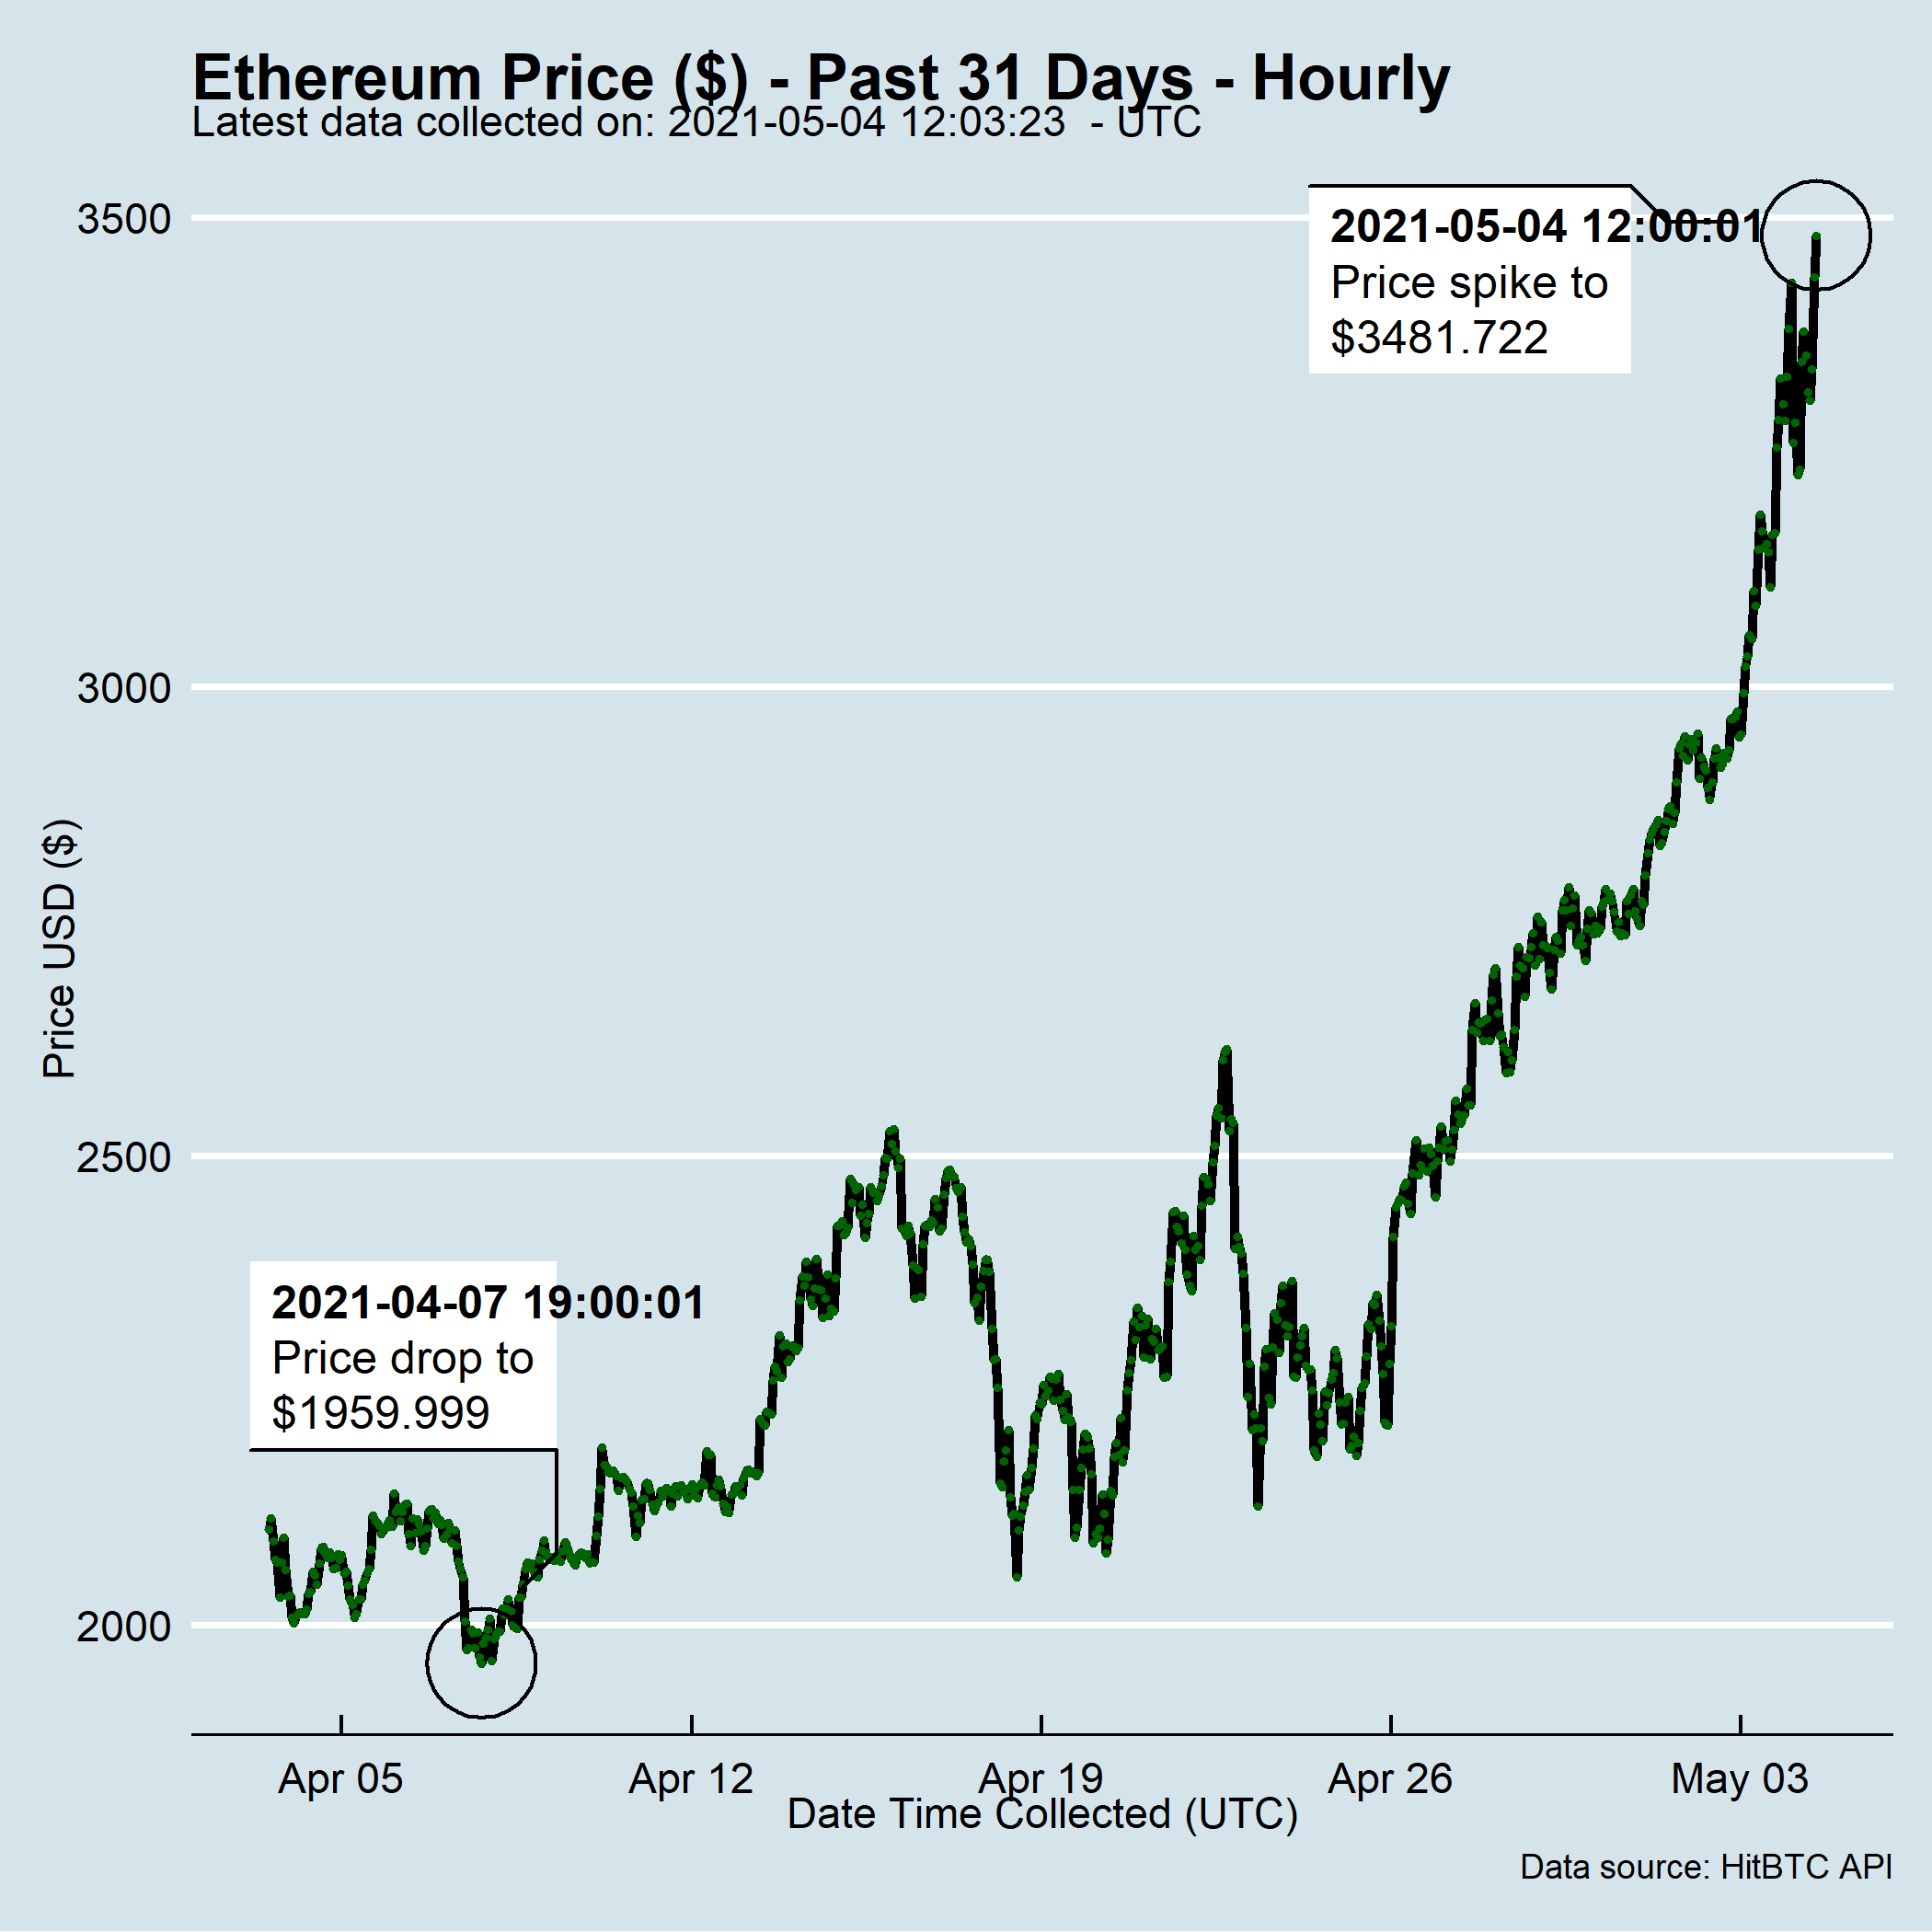 Ethereum Price ($) - Past 31 Days - Hourly
Latest data collected on: 2021-05-04 12:03:23  - UTC
3500
3000
2500
2000
Price USD ($)
2021-05-04 12:00:01
Price spike to
$3481.722
2021-04-07 19:00:01
Price drop to
$1959.999
Apr 05
Apr 12
Apr 19
Apr 26
May 03
Date Time Collected (UTC)
Data source: HitBTC API